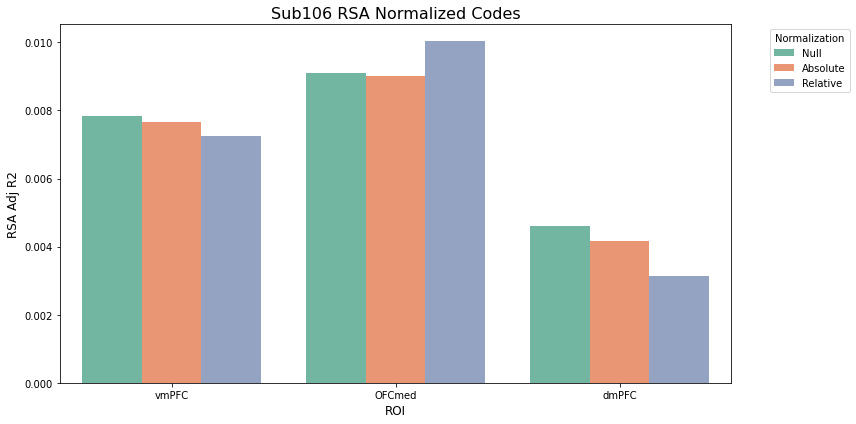 Sub106 RSA Normalized Codes
Normalization
Null
Absolute
Relative
RSA Adj R2
0.010
0.008
0.006
0.004
0.002
0.000
vmPFC
OFCmed
dmPFC
ROI